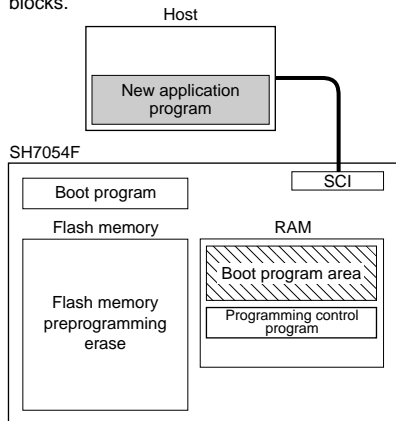 blocks.
Host
New application
program
SH7054F
SCI
Boot program
Flash memory
RAM
Boot program area
Flash memory
preprogramming
erase
Programming control
program